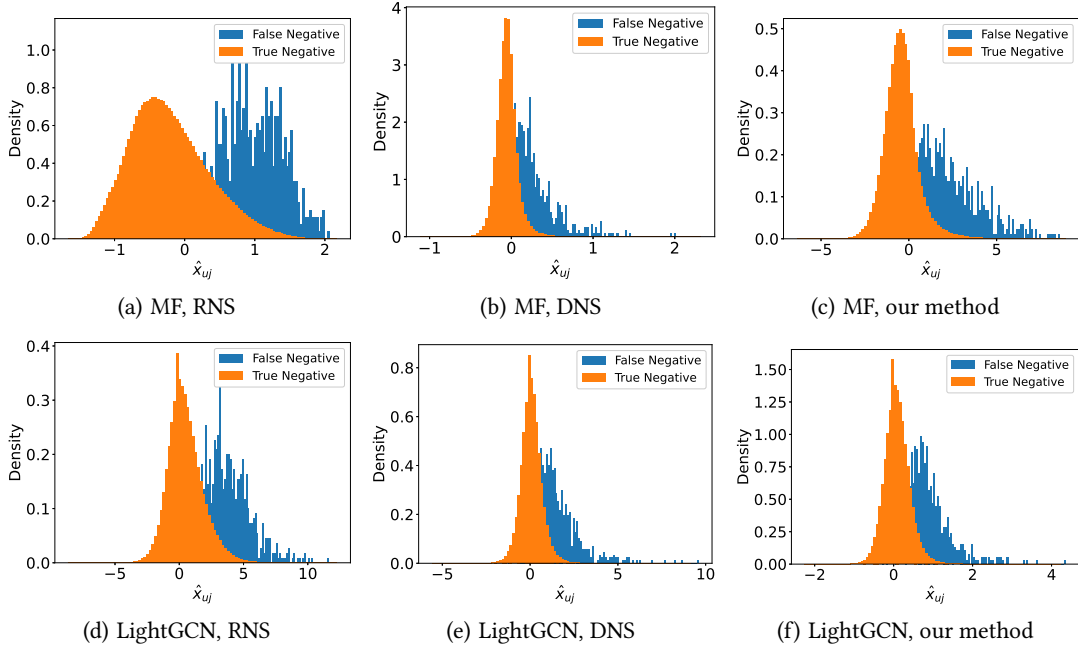 False Negative
True Negative
1.0
0.8
0.6
0.4
0.2
0.0
Density
−1 0 1 2
x̂uj
(a) MF, RNS
False Negative
True Negative
4
3
2
1
0
Density
−1 0 1 2
x̂uj
(b) MF, DNS
False Negative
True Negative
0.5
0.4
0.3
0.2
0.1
0.0
Density
−5 0 5
x̂uj
(c) MF, our method
False Negative
True Negative
0.4
0.3
0.2
0.1
0.0
Density
−5 0 5 10
x̂uj
(d) LightGCN, RNS
False Negative
True Negative
0.8
0.6
0.4
0.2
0.0
Density
−5 0 5 10
x̂uj
(e) LightGCN, DNS
False Negative
True Negative
1.50
1.25
1.00
0.75
0.50
0.25
0.00
Density
−2 0 2 4
x̂uj
(f) LightGCN, our method